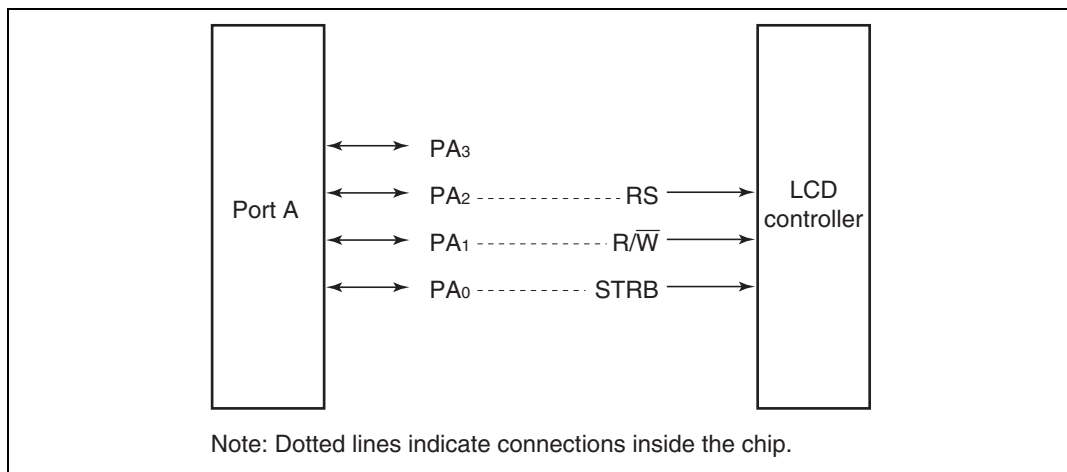 PA3
Port A
PA2 RS
LCD controller
PA1 R/W̅
PA0 STRB
Note: Dotted lines indicate connections inside the chip.